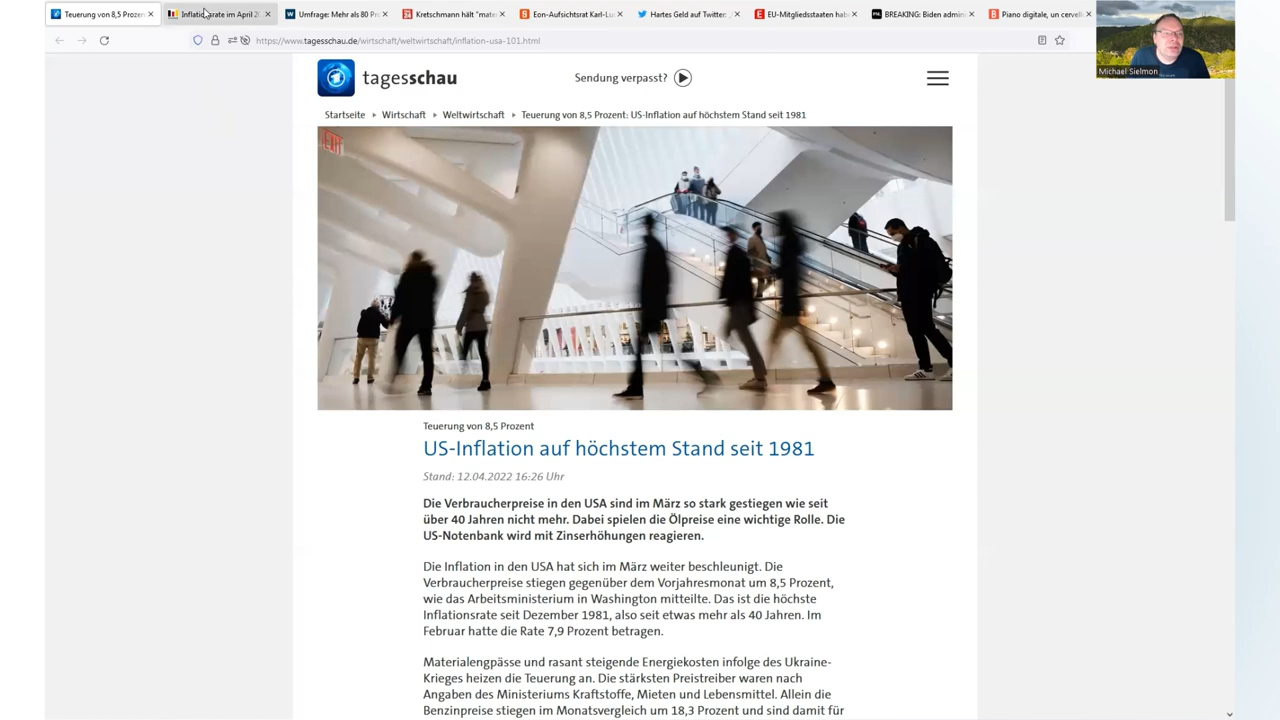 Teuerung von 8,5 Prozen
Inflationsrate im April 20
Umfrage: Mehr als 80 Pr
Kretschmann hält "mate
Eon-Aufsichtsrat Karl-Lu
Hartes Geld auf Twitter:
EU-Mitgliedsstaaten hab
BREAKING: Biden admin
Piano digitale, un cervell
https://www.tagesschau.de/wirtschaft/weltwirtschaft/inflation-usa-101.html
Michael Sielmon
tagesschau
Sendung verpasst?
Startseite
Wirtschaft
Weltwirtschaft
Teuerung von 8,5 Prozent: US-Inflation auf höchstem Stand seit 1981
EXIT
Teuerung von 8,5 Prozent
US-Inflation auf höchstem Stand seit 1981
Stand: 12.04.2022 16:26 Uhr
Die Verbraucherpreise in den USA sind im März so stark gestiegen wie seit
über 40 Jahren nicht mehr. Dabei spielen die Ölpreise eine wichtige Rolle. Die
US-Notenbank wird mit Zinserhöhungen reagieren.
Die Inflation in den USA hat sich im März weiter beschleunigt. Die
Verbraucherpreise stiegen gegenüber dem Vorjahresmonat um 8,5 Prozent,
wie das Arbeitsministerium in Washington mitteilte. Das ist die höchste
Inflationsrate seit Dezember 1981, also seit etwas mehr als 40 Jahren. Im
Februar hatte die Rate 7,9 Prozent betragen.
Materialengpässe und rasant steigende Energiekosten infolge des Ukraine-
Krieges heizen die Teuerung an. Die stärksten Preistreiber waren nach
Angaben des Ministeriums Kraftstoffe, Mieten und Lebensmittel. Allein die
Benzinpreise stiegen im Monatsvergleich um 18,3 Prozent und sind damit für